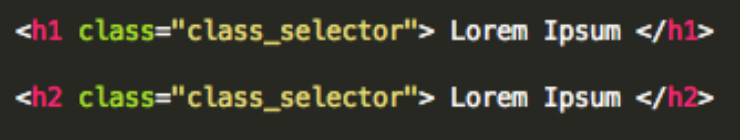 <h1 class="class_selector"> Lorem Ipsum </h1>
<h2 class="class_selector"> Lorem Ipsum </h2>